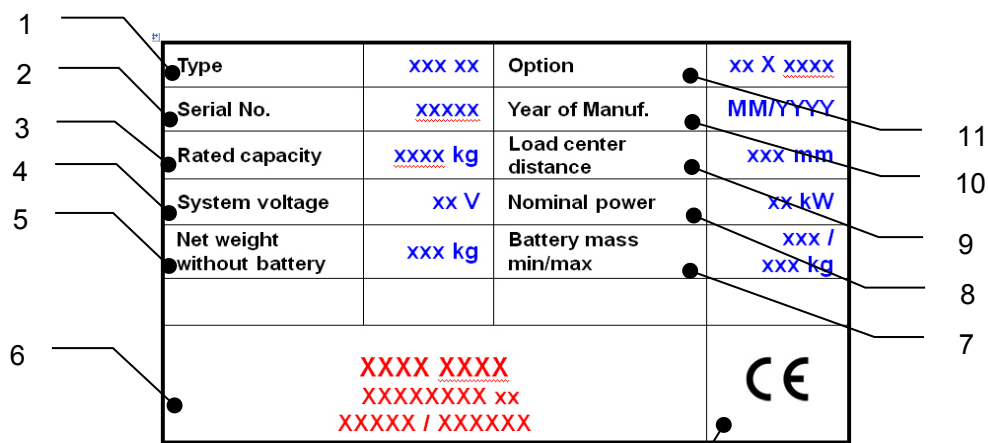 1
Type xxx xx Option xx X xxxx
2
Serial No. xxxxx Year of Manuf. MM/YYYY
3
Rated capacity xxxx kg Load center
distance xxx mm
11
4
System voltage xx V Nominal power xx kW
10
5
Net weight
without battery xxx kg Battery mass
min/max xxx /
xxx kg
9
8
7
6
XXXX XXXX
XXXXXXXX xx
XXXXX / XXXXXX
CE